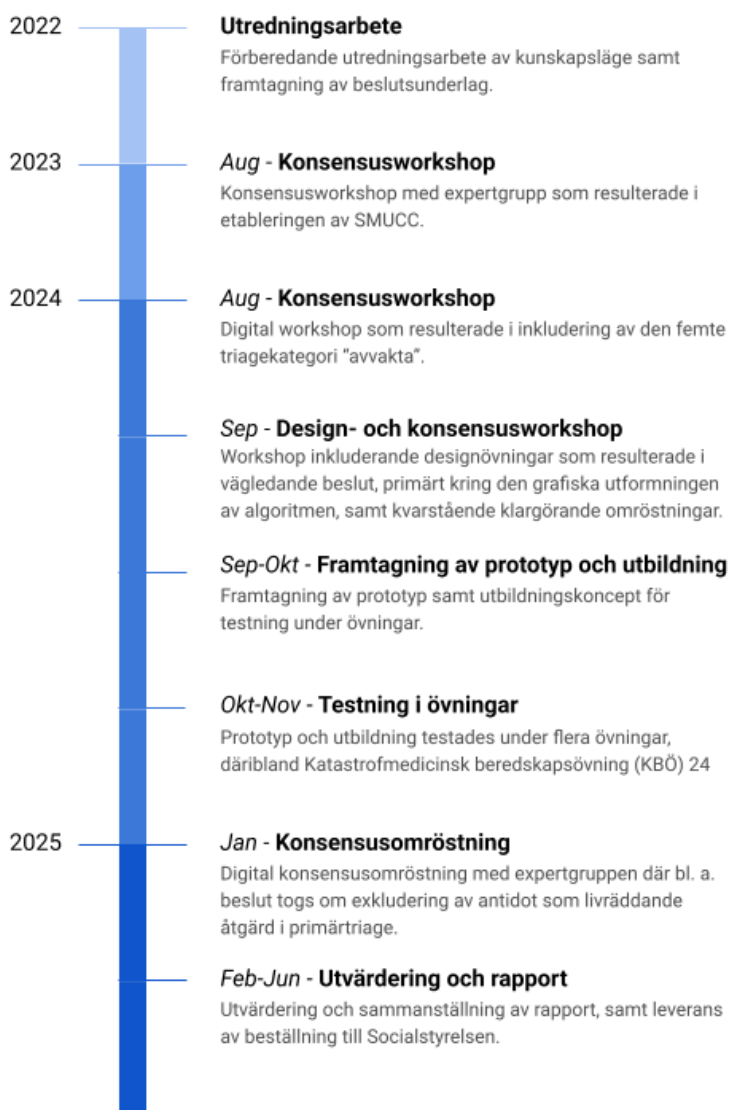 2022 Utredningsarbete
Förberedande utredningsarbete av kunskapsläge samt
framtagning av beslutsunderlag.
2023 Aug - Konsensusworkshop
Konsensusworkshop med expertgrupp som resulterade i
etableringen av SMUCC.
2024 Aug - Konsensusworkshop
Digital workshop som resulterade i inkludering av den femte
triagekategori "avvakta".
Sep - Design- och konsensusworkshop
Workshop inkluderande designövningar som resulterade i
vägledande beslut, primärt kring den grafiska utformningen
av algoritmen, samt kvarstående klargörande omröstningar.
Sep-Okt - Framtagning av prototyp och utbildning
Framtagning av prototyp samt utbildningskoncept för
testning under övningar.
Okt-Nov - Testning i övningar
Prototyp och utbildning testades under flera övningar,
däribland Katastrofmedicinsk beredskapsövning (KBÖ) 24
2025 Jan - Konsensusomröstning
Digital konsensusomröstning med expertgruppen där bl. a.
beslut togs om exkludering av antidot som livräddande
åtgärd i primärtriage.
Feb-Jun - Utvärdering och rapport
Utvärdering och sammanställning av rapport, samt leverans
av beställning till Socialstyrelsen.